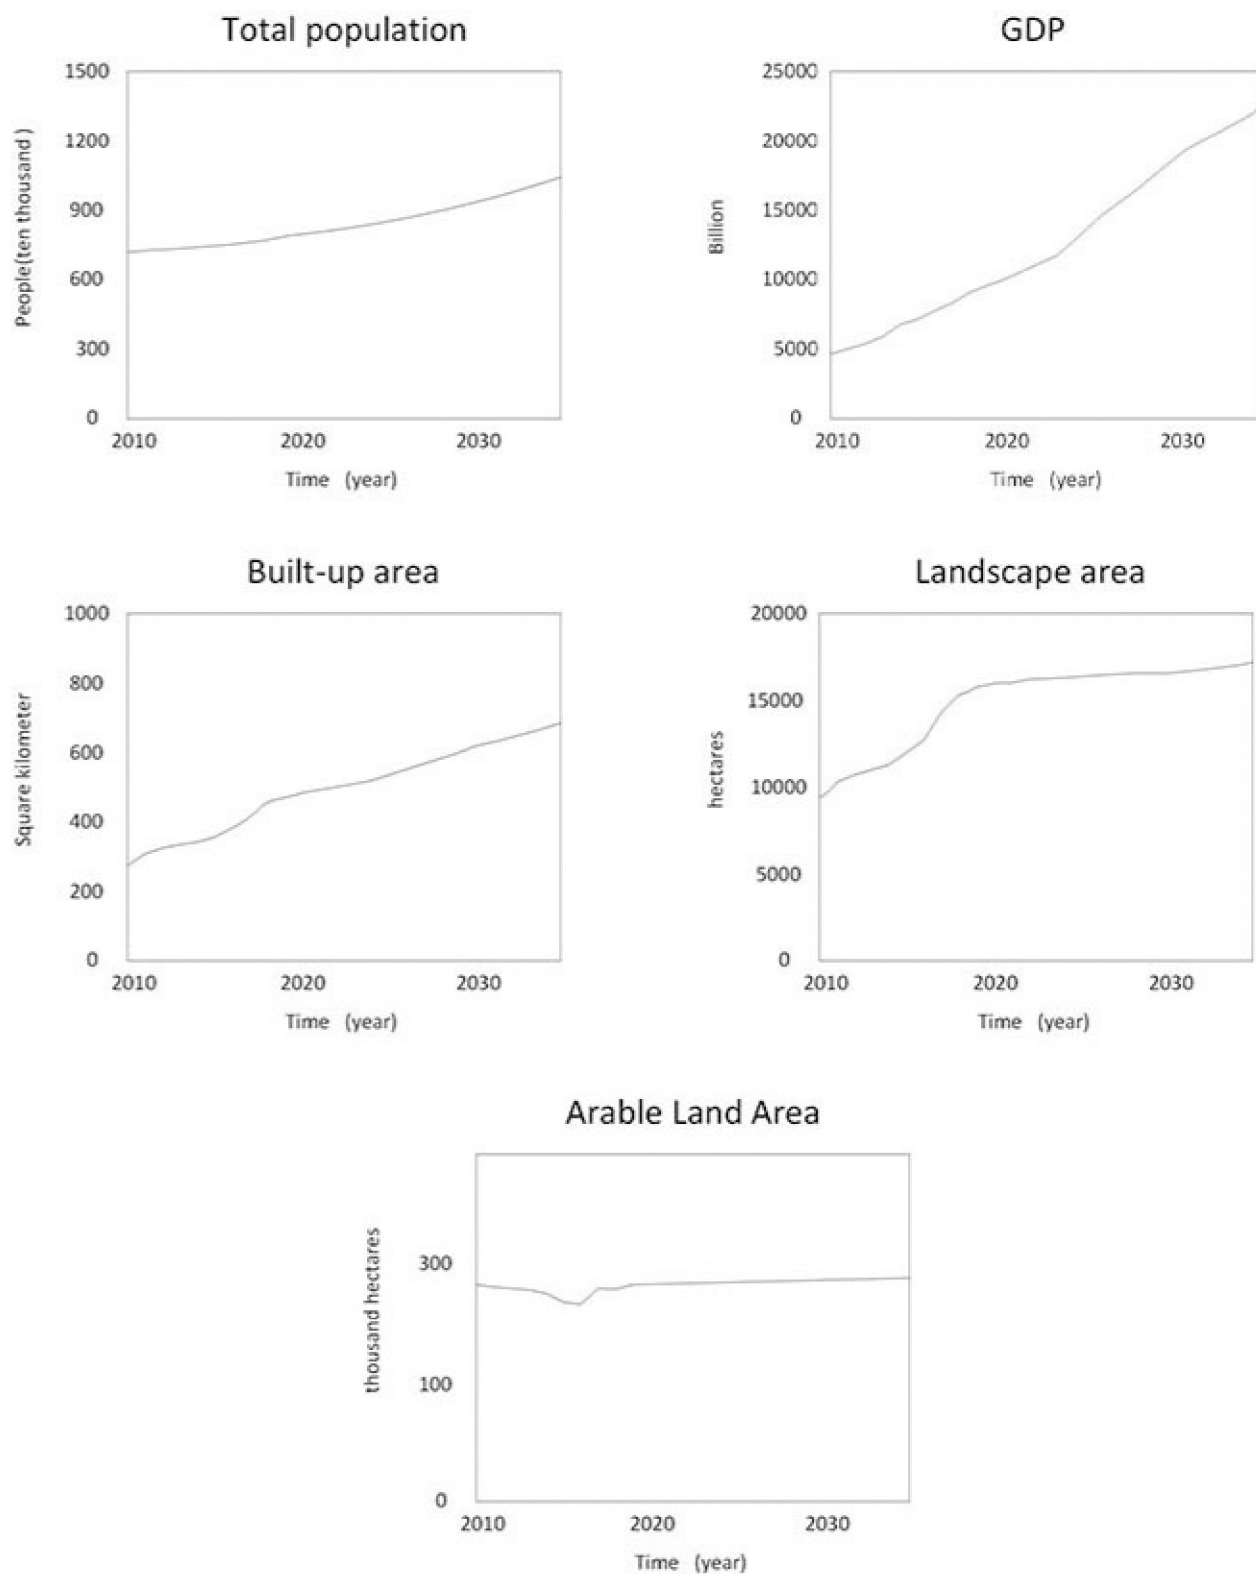 Total population
1500
1200
900
600
300
0
People(ten thousand )
2010 2020 2030
Time (year)
GDP
25000
20000
15000
10000
5000
0
Billion
2010 2020 2030
Time (year)
Built-up area
1000
800
600
400
200
0
Square kilometer
2010 2020 2030
Time (year)
Landscape area
20000
15000
10000
5000
0
hectares
2010 2020 2030
Time (year)
Arable Land Area
300
100
0
thousand hectares
2010 2020 2030
Time (year)